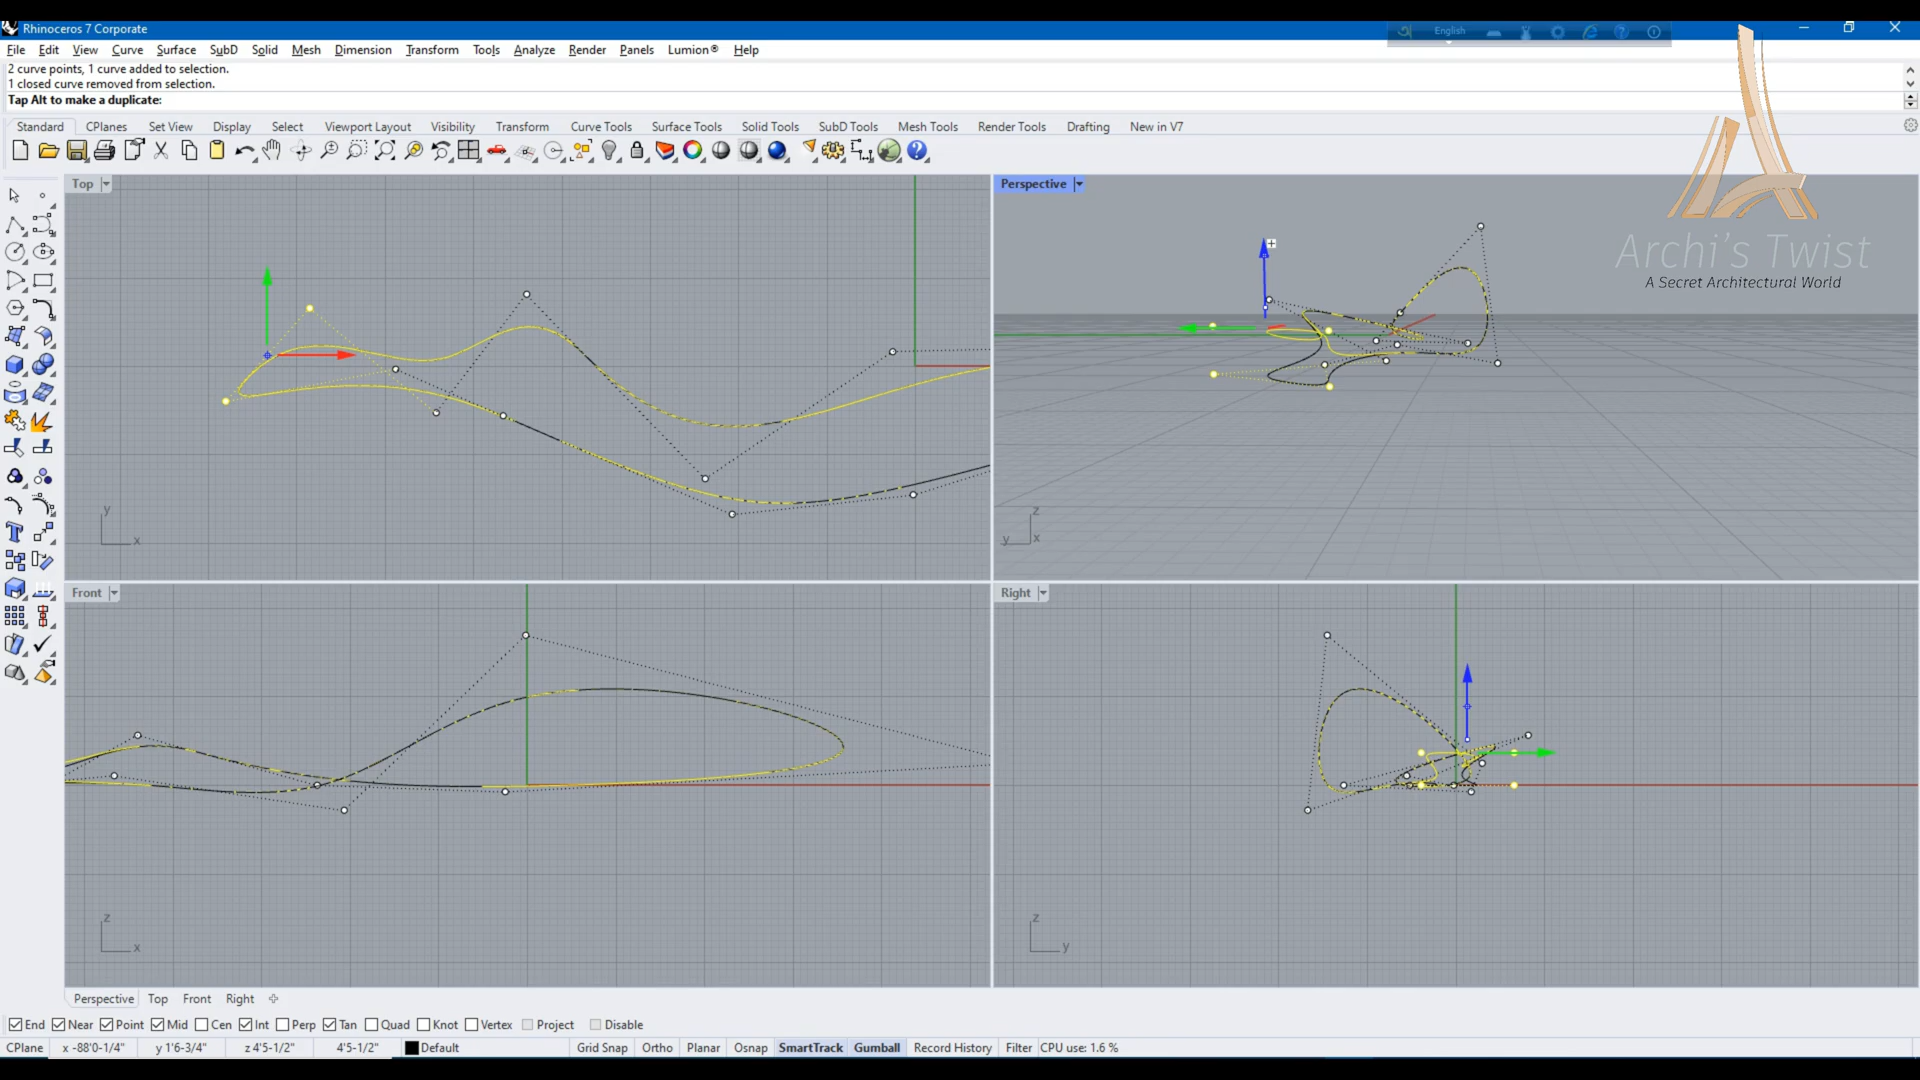 Rhinoceros 7 Corporate
English
File Edit View Curve Surface SubD Solid Mesh Dimension Transform Tools Analyze Render Panels Lumion® Help
2 curve points, 1 curve added to selection.
1 closed curve removed from selection.
Tap Alt to make a duplicate:
Standard CPlanes Set View Display Select Viewport Layout Visibility Transform Curve Tools Surface Tools Solid Tools SubD Tools Mesh Tools Render Tools Drafting New in V7
Top
Perspective
Archi's Twist
A Secret Architectural World
y
x
z
y x
Front
Right
z
x
z
y
Perspective Top Front Right
End Near Point Mid Cen Int Perp Tan Quad Knot Vertex Project Disable
CPlane x -88'0-1/4" y 1'6-3/4" z 4'5-1/2" 4'5-1/2" Default Grid Snap Ortho Planar Osnap SmartTrack Gumball Record History Filter CPU use: 1.6 %